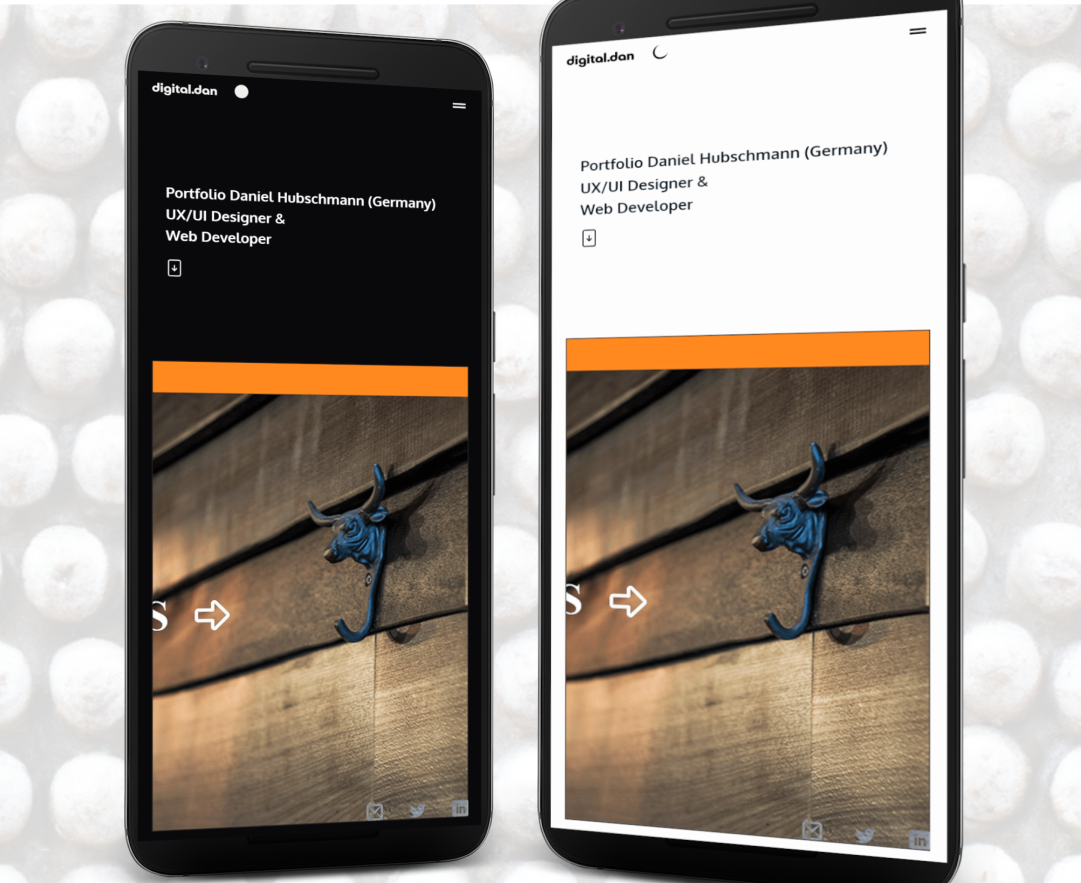 digital.dan
Portfolio Daniel Hubschmann (Germany)
UX/UI Designer &
Web Developer
S
in
digital.dan
Portfolio Daniel Hubschmann (Germany)
UX/UI Designer &
Web Developer
S
in